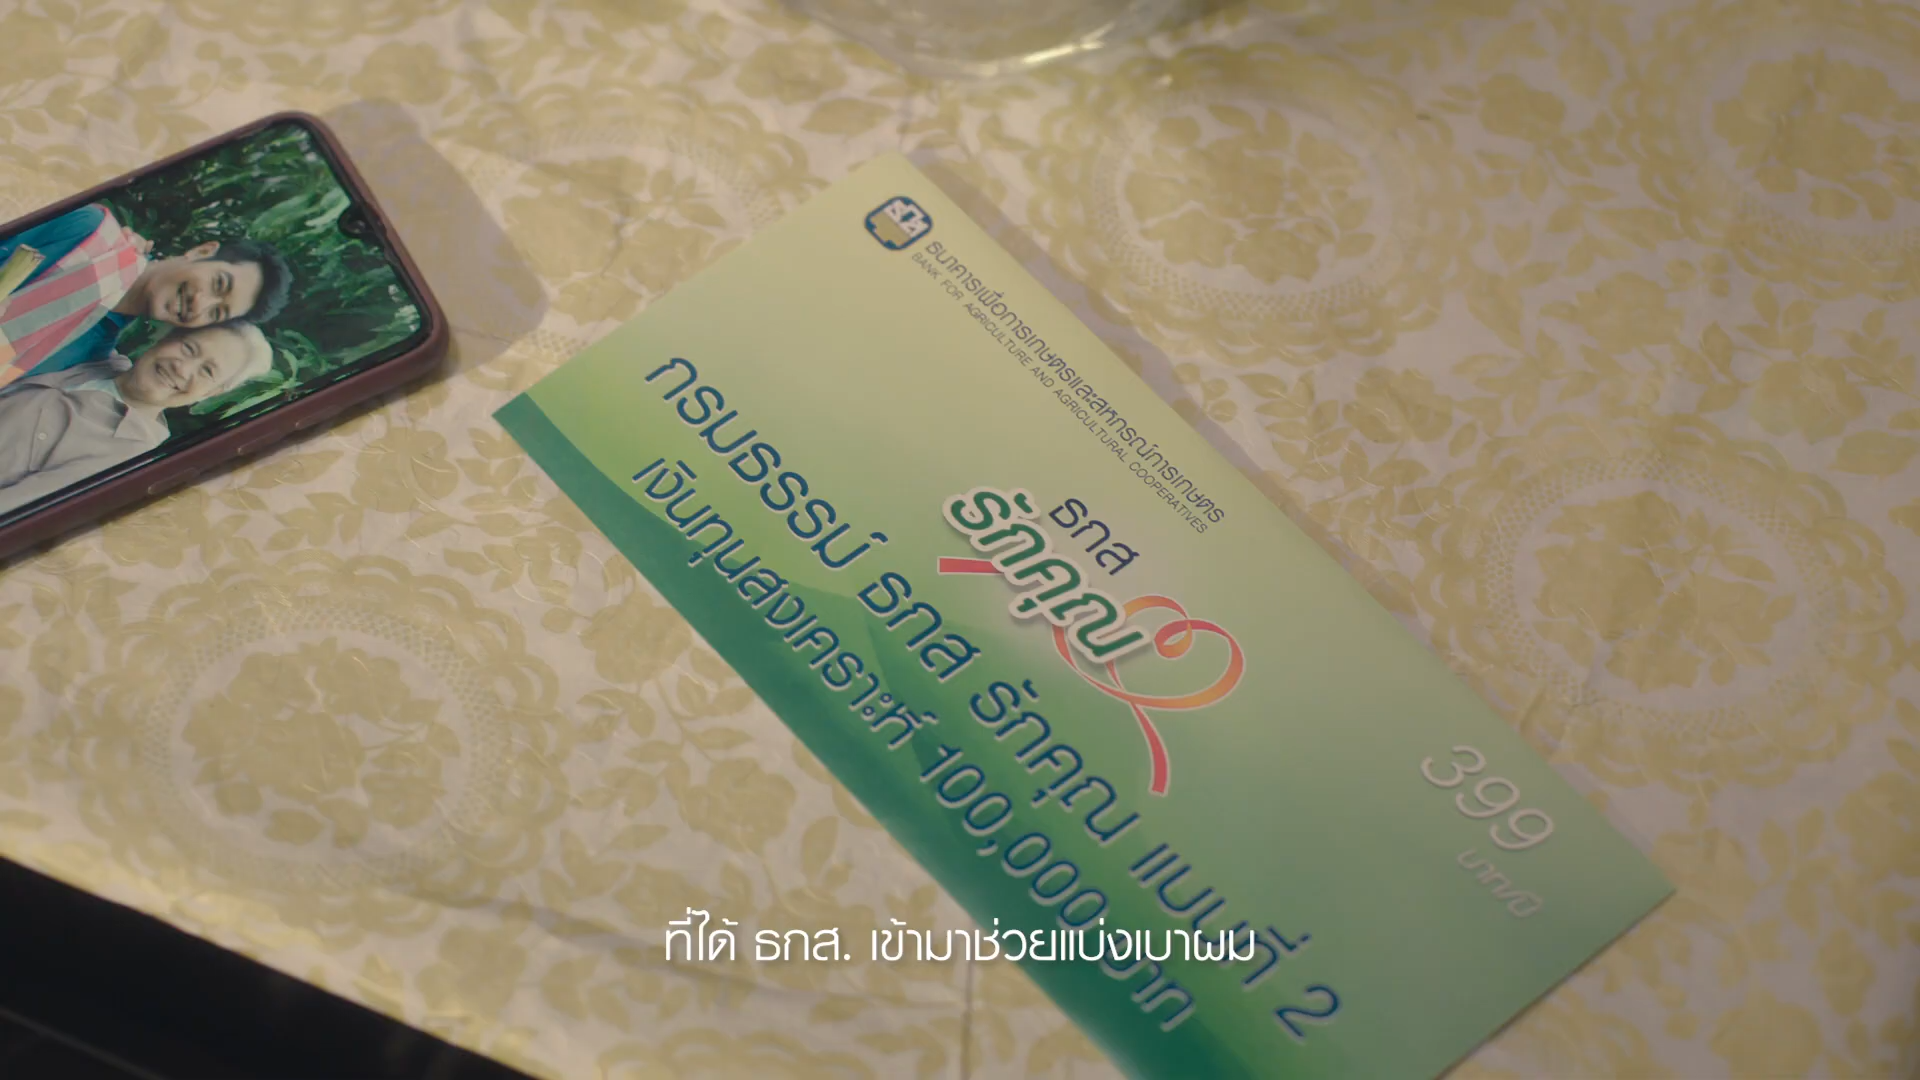 ธกส
ธนาคารเพื่อการเกษตรและสหกรณ์การเกษตร
BANK FOR AGRICULTURE AND AGRICULTURAL COOPERATIVES
ธกส
รักคุณ
กรมธรรม์ ธกส รักคุณ แบบที่ 2
เงินทุนสงเคราะห์ 100,000 บาท
399
บาท/ปี
ที่ได้ ธกส. เข้ามาช่วยแบ่งเบาผม